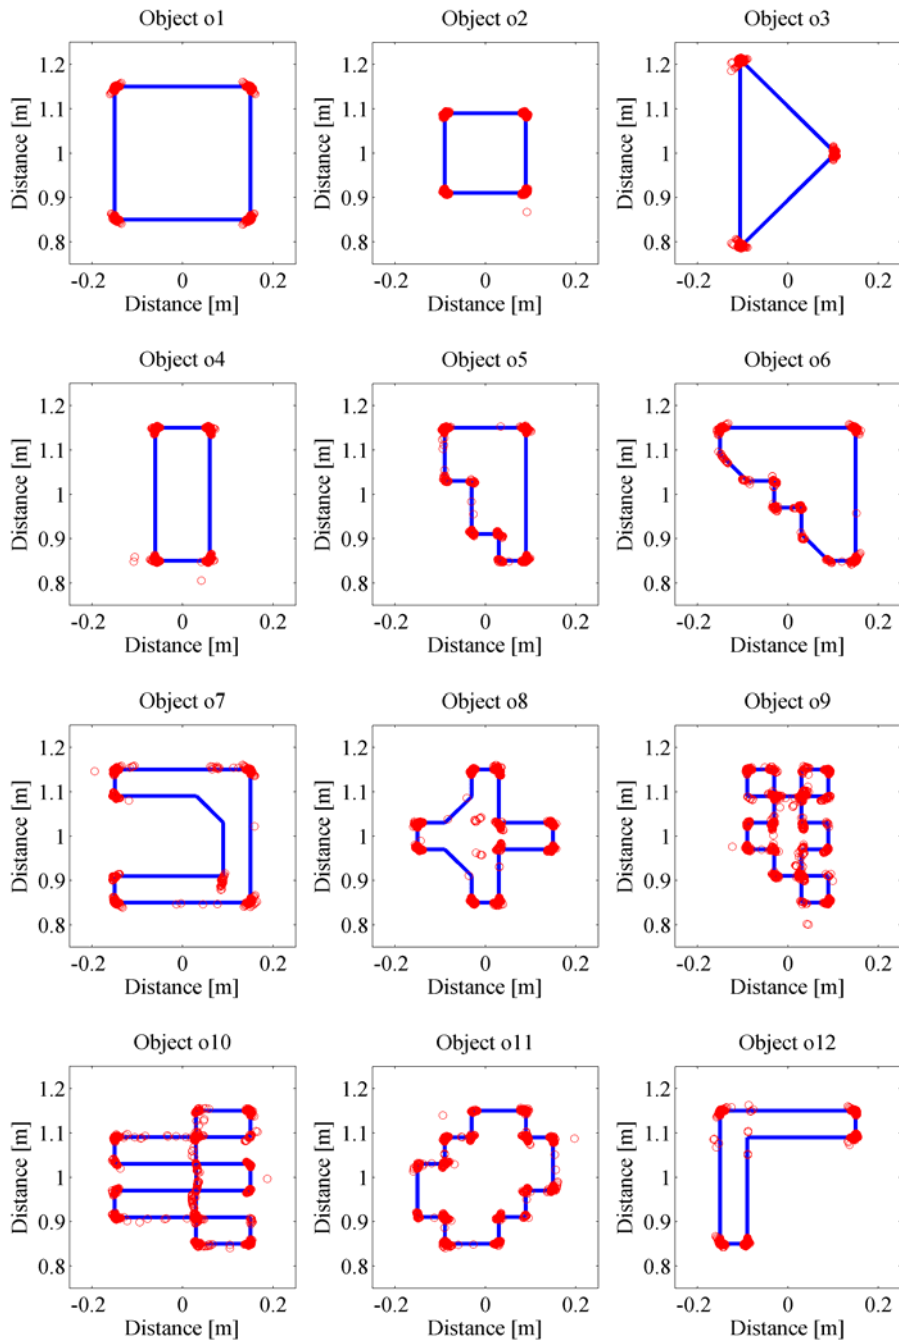 Object o1 Object o2 Object o3
1.2 1.2 1.2
1.1 1.1 1.1
Distance [m] 1 Distance [m] 1 Distance [m] 1
0.9 0.9 0.9
0.8 0.8 0.8
-0.2 0 0.2 -0.2 0 0.2 -0.2 0 0.2
Distance [m] Distance [m] Distance [m]
Object o4 Object o5 Object o6
1.2 1.2 1.2
1.1 1.1 1.1
Distance [m] 1 Distance [m] 1 Distance [m] 1
0.9 0.9 0.9
0.8 0.8 0.8
-0.2 0 0.2 -0.2 0 0.2 -0.2 0 0.2
Distance [m] Distance [m] Distance [m]
Object o7 Object o8 Object o9
1.2 1.2 1.2
1.1 1.1 1.1
Distance [m] 1 Distance [m] 1 Distance [m] 1
0.9 0.9 0.9
0.8 0.8 0.8
-0.2 0 0.2 -0.2 0 0.2 -0.2 0 0.2
Distance [m] Distance [m] Distance [m]
Object o10 Object o11 Object o12
1.2 1.2 1.2
1.1 1.1 1.1
Distance [m] 1 Distance [m] 1 Distance [m] 1
0.9 0.9 0.9
0.8 0.8 0.8
-0.2 0 0.2 -0.2 0 0.2 -0.2 0 0.2
Distance [m] Distance [m] Distance [m]